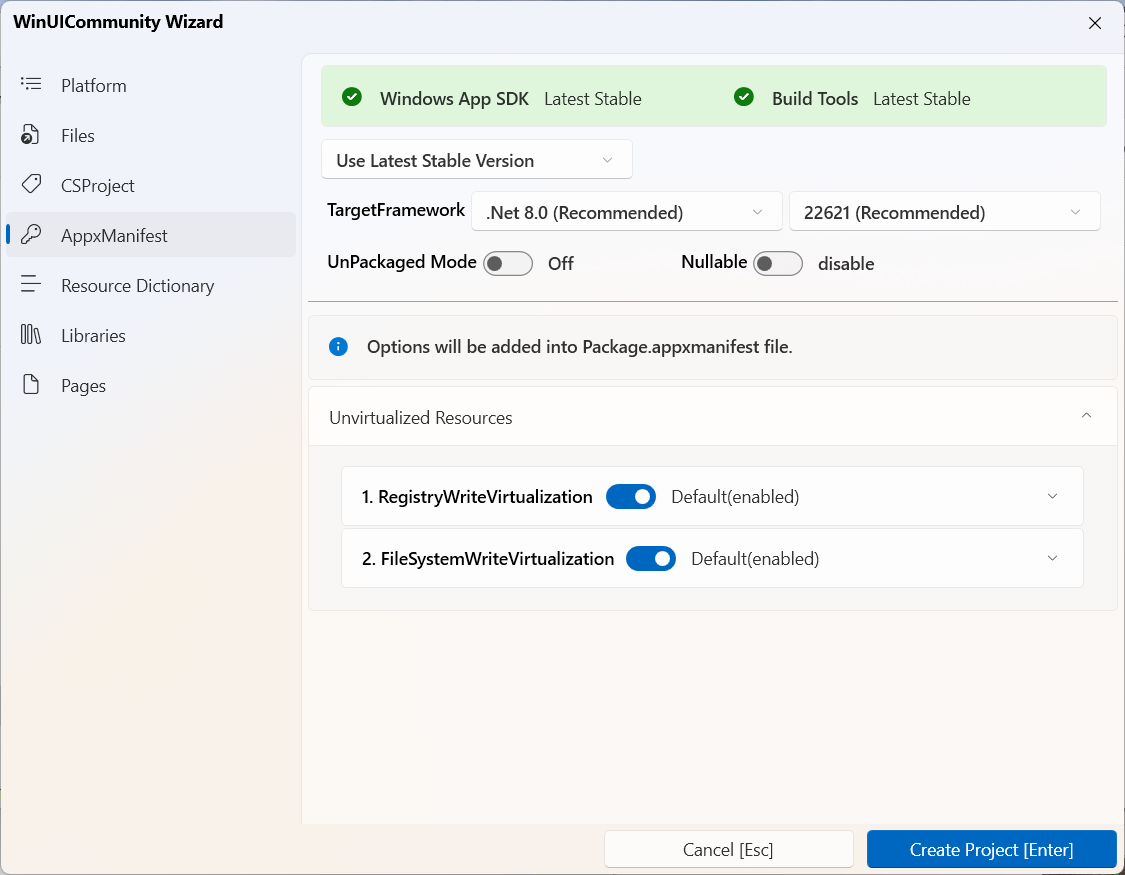 WinUICommunity Wizard
Platform
Files
CSProject
AppxManifest
Resource Dictionary
Libraries
Pages
Windows App SDK Latest Stable
Build Tools Latest Stable
Use Latest Stable Version
TargetFramework .Net 8.0 (Recommended) 22621 (Recommended)
UnPackaged Mode Off Nullable disable
Options will be added into Package.appxmanifest file.
Unvirtualized Resources
1. RegistryWriteVirtualization Default(enabled)
2. FileSystemWriteVirtualization Default(enabled)
Cancel [Esc] Create Project [Enter]